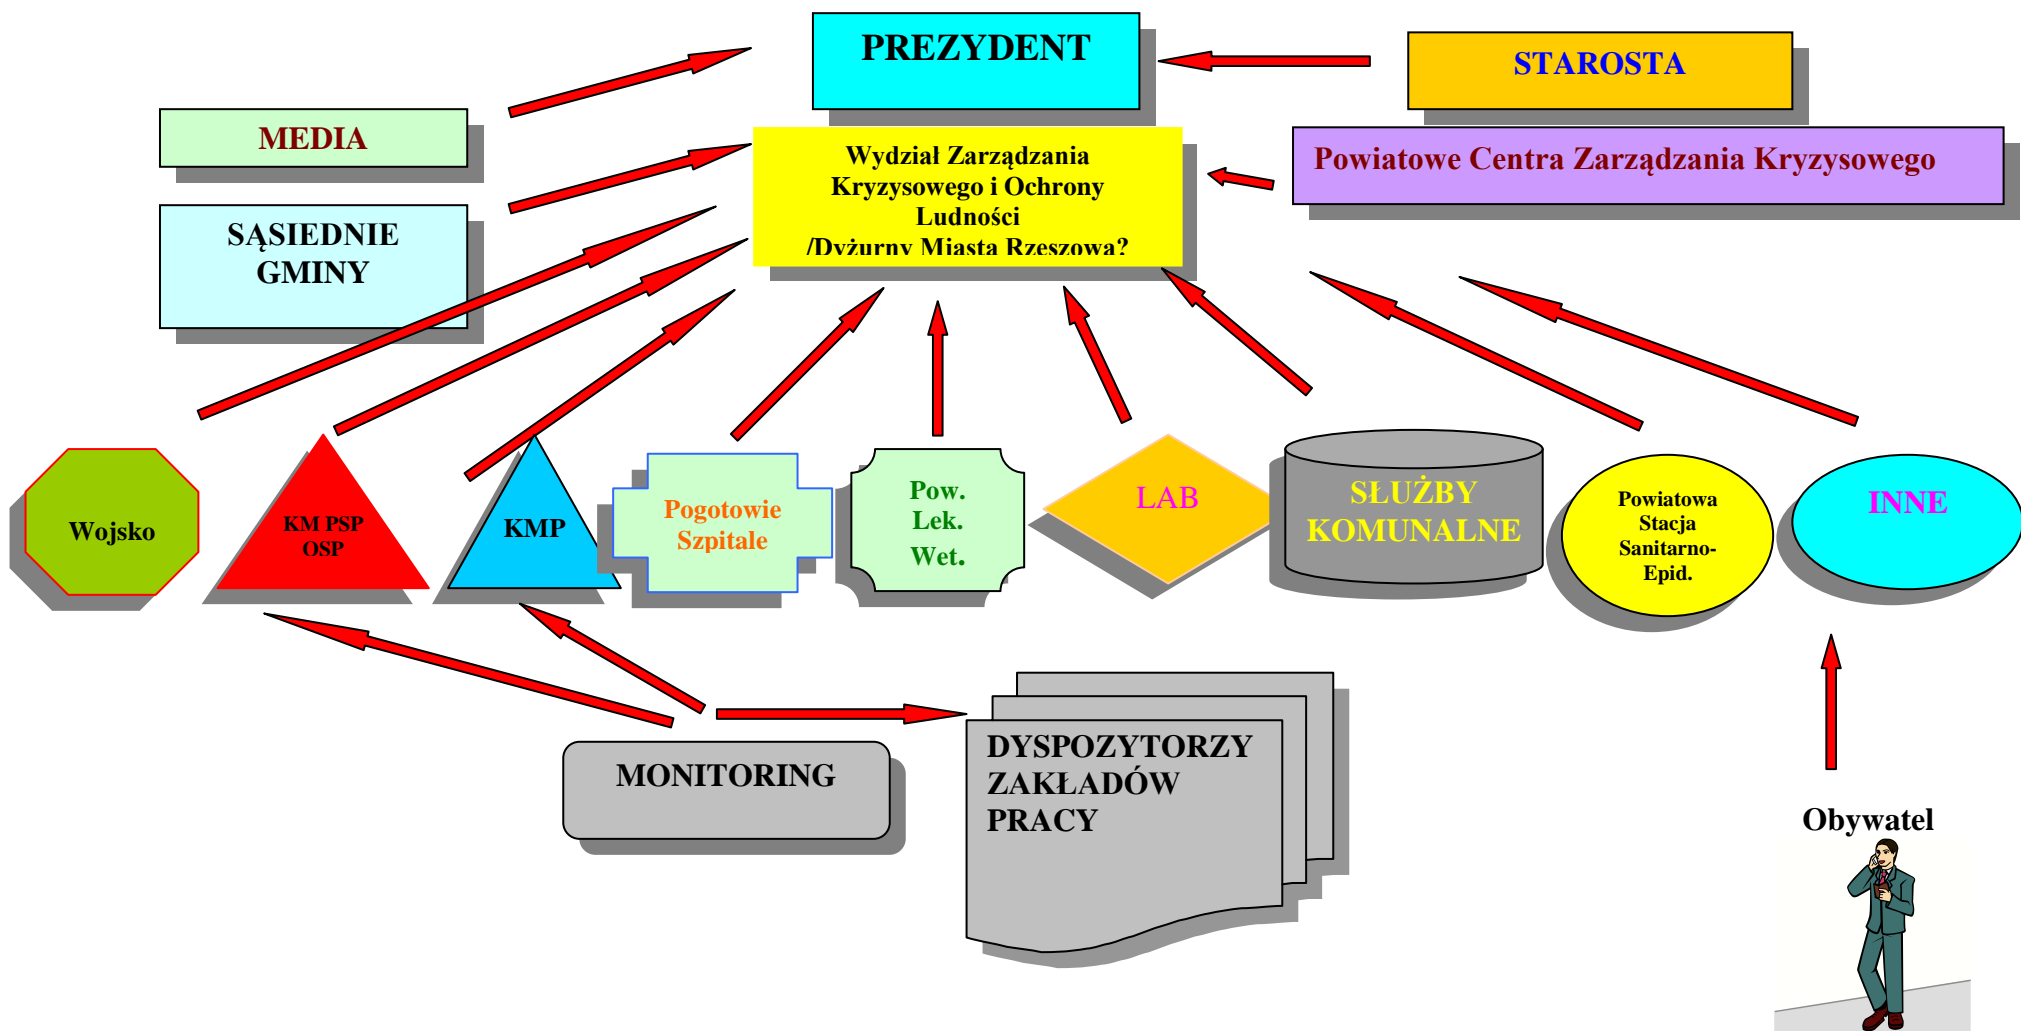 PREZYDENT
STAROSTA
MEDIA
Wydział Zarządzania
Kryzysowego i Ochrony
Ludności
/Dyżurny Miasta Rzeszowa?
Powiatowe Centra Zarządzania Kryzysowego
SĄSIEDNIE
GMINY
Wojsko
KM PSP
OSP
KMP
Pogotowie
Szpitale
Pow.
Lek.
Wet.
LAB
SŁUŻBY
KOMUNALNE
Powiatowa
Stacja
Sanitarno-
Epid.
INNE
MONITORING
DYSPOZYTORZY
ZAKŁADÓW
PRACY
Obywatel